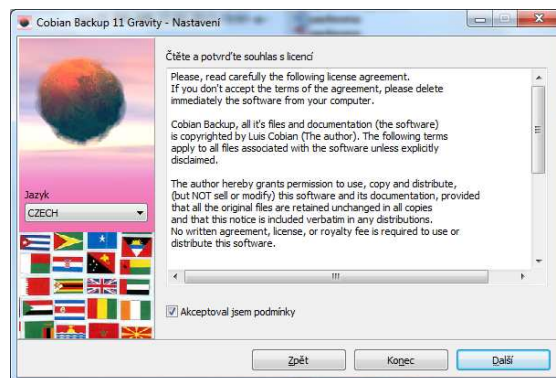 Cobian Backup 11 Gravity - Nastavení
Čtěte a potvrďte souhlas s licencí
Please, read carefully the following license agreement.
If you don't accept the terms of the agreement, please delete
immediately the software from your computer.
Cobian Backup, all it's files and documentation (the software)
is copyrighted by Luis Cobian (The author). The following terms
apply to all files associated with the software unless explicitly
disclaimed.
The author hereby grants permission to use, copy and distribute,
(but NOT sell or modify) this software and its documentation, provided
that all the original files are retained unchanged in all copies
and that this notice is included verbatim in any distributions.
No written agreement, license, or royalty fee is required to use or
distribute this software.
Jazyk
CZECH
Akceptoval jsem podmínky
Zpět
Konec
Další